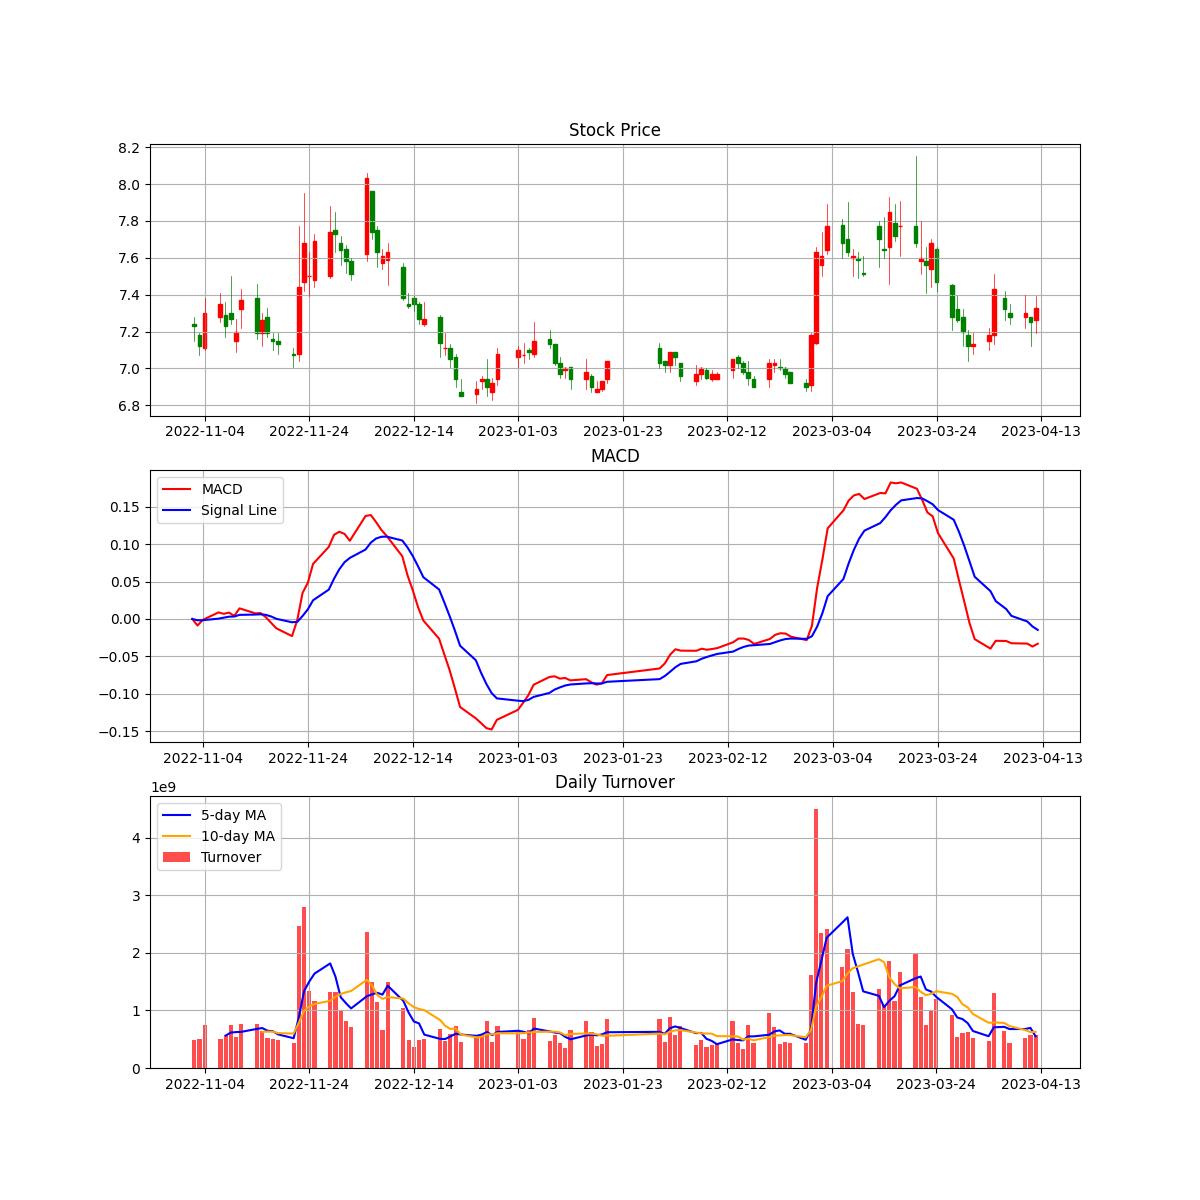 Stock Price
8.2
8.0
7.8
7.6
7.4
7.2
7.0
6.8
2022-11-04 2022-11-24 2022-12-14 2023-01-03 2023-01-23 2023-02-12 2023-03-04 2023-03-24 2023-04-13
MACD
MACD
Signal Line
0.15
0.10
0.05
0.00
−0.05
−0.10
−0.15
2022-11-04 2022-11-24 2022-12-14 2023-01-03 2023-01-23 2023-02-12 2023-03-04 2023-03-24 2023-04-13
Daily Turnover
1e9
5-day MA
10-day MA
Turnover
4
3
2
1
0
2022-11-04 2022-11-24 2022-12-14 2023-01-03 2023-01-23 2023-02-12 2023-03-04 2023-03-24 2023-04-13